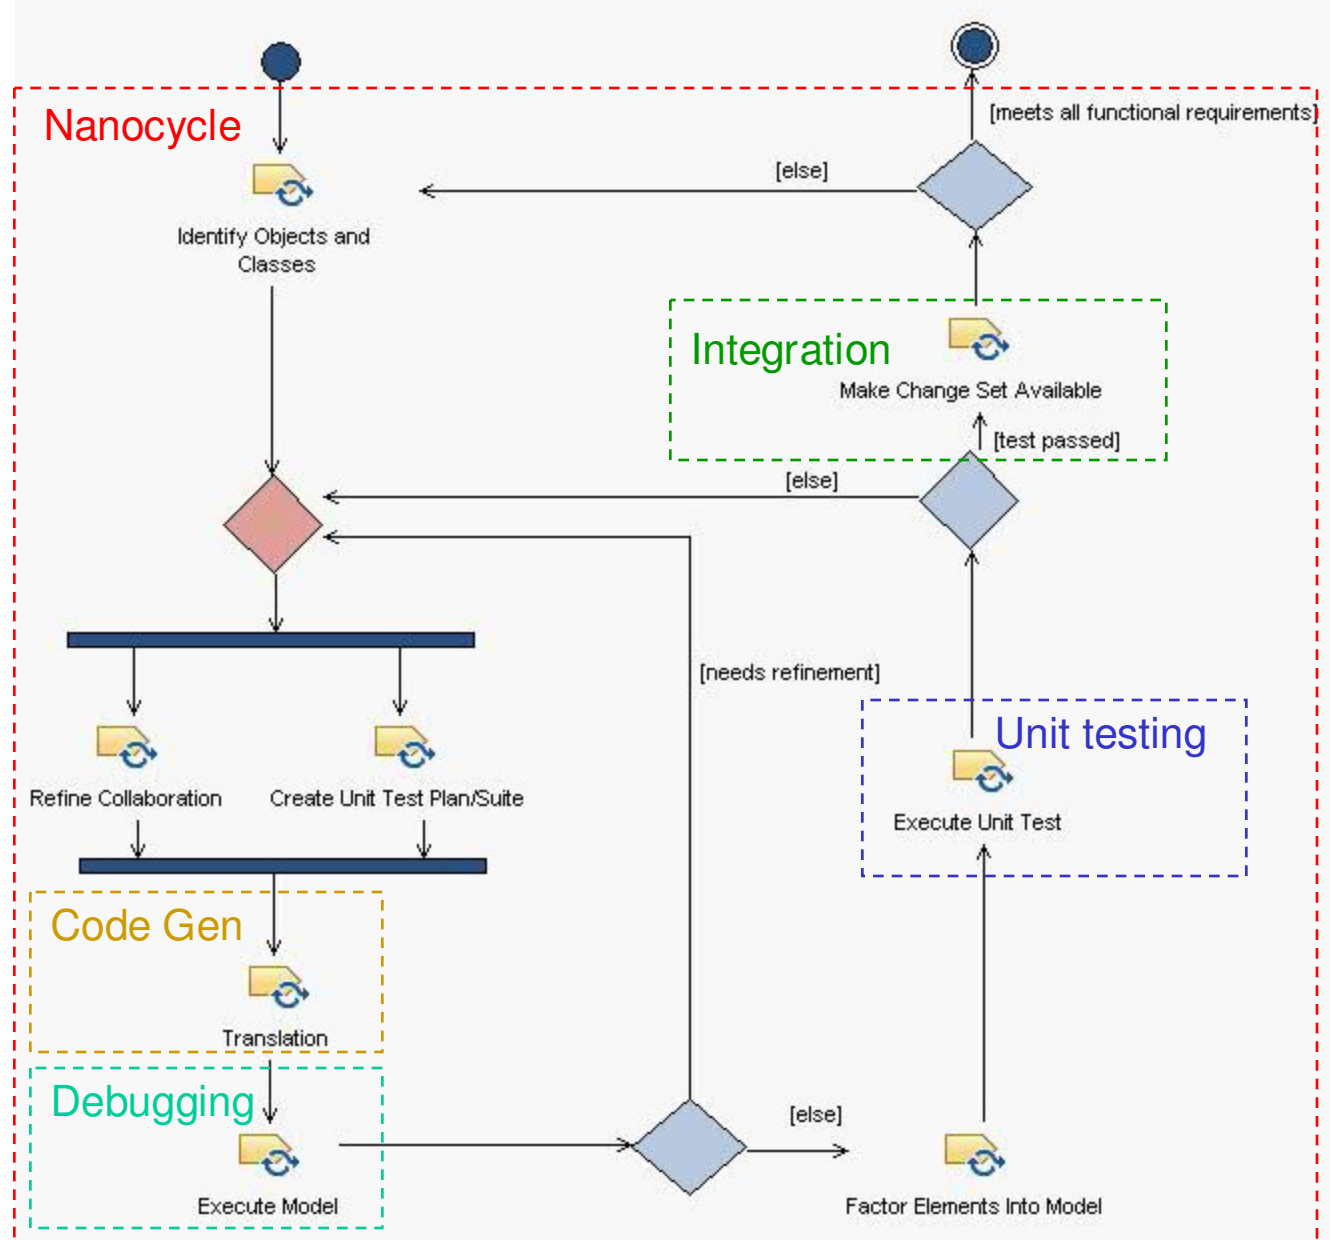 [meets all functional requirements]
Nanocycle
[else]
Identify Objects and
Classes
Integration
Make Change Set Available
[test passed]
[else]
[needs refinement]
Unit testing
Refine Collaboration
Create Unit Test Plan/Suite
Execute Unit Test
Code Gen
Translation
Debugging
[else]
Execute Model
Factor Elements Into Model